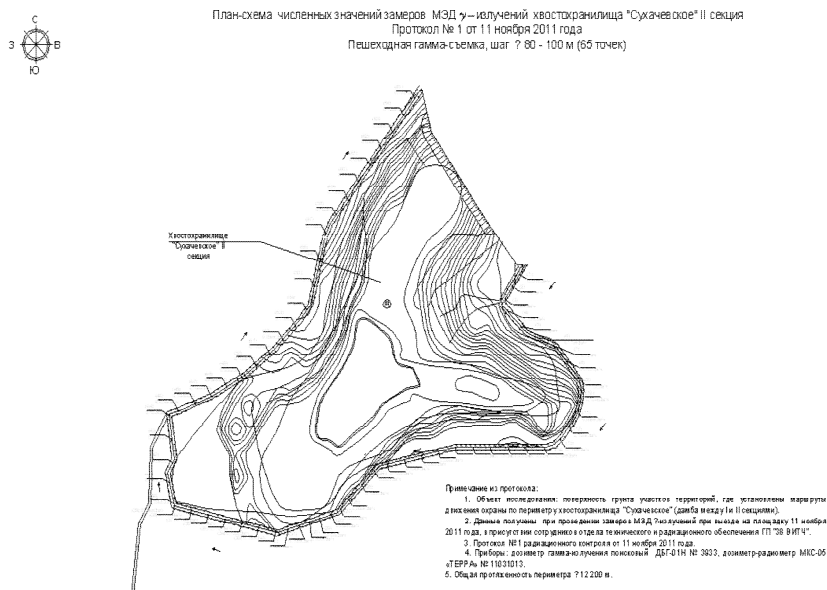 План-схема численных значений замеров МЭД γ – излучений хвостохранилища "Сухачевское" II секция
Протокол № 1 от 11 ноября 2011 года
Пешеходная гамма-съемка, шаг ? 80 - 100 м (65 точек)
С
З В
Ю
Хвостохранилище
"Сухачевское" II
секция
Примечание из протокола:
1. Объект исследования: поверхность грунта участков территорий, где установлены маршруты
движения охраны по периметру хвостохранилища "Сухачевское" (дамба между I и II секциями).
2. Данные получены при проведении замеров МЭД ?-излучений при выезде на площадку 11 ноября
2011 года, в присутствии сотрудников отдела технического и радиационного обеспечения ГП "38 ВИТЧ".
3. Протокол №1 радиационного контроля от 11 ноября 2011 года.
4. Приборы: дозиметр гамма-излучения поисковый ДБГ-01Н № 3933, дозиметр-радиометр МКС-05
«ТЕРРА» № 11031013.
5. Общая протяженность периметра ? 12 200 м.